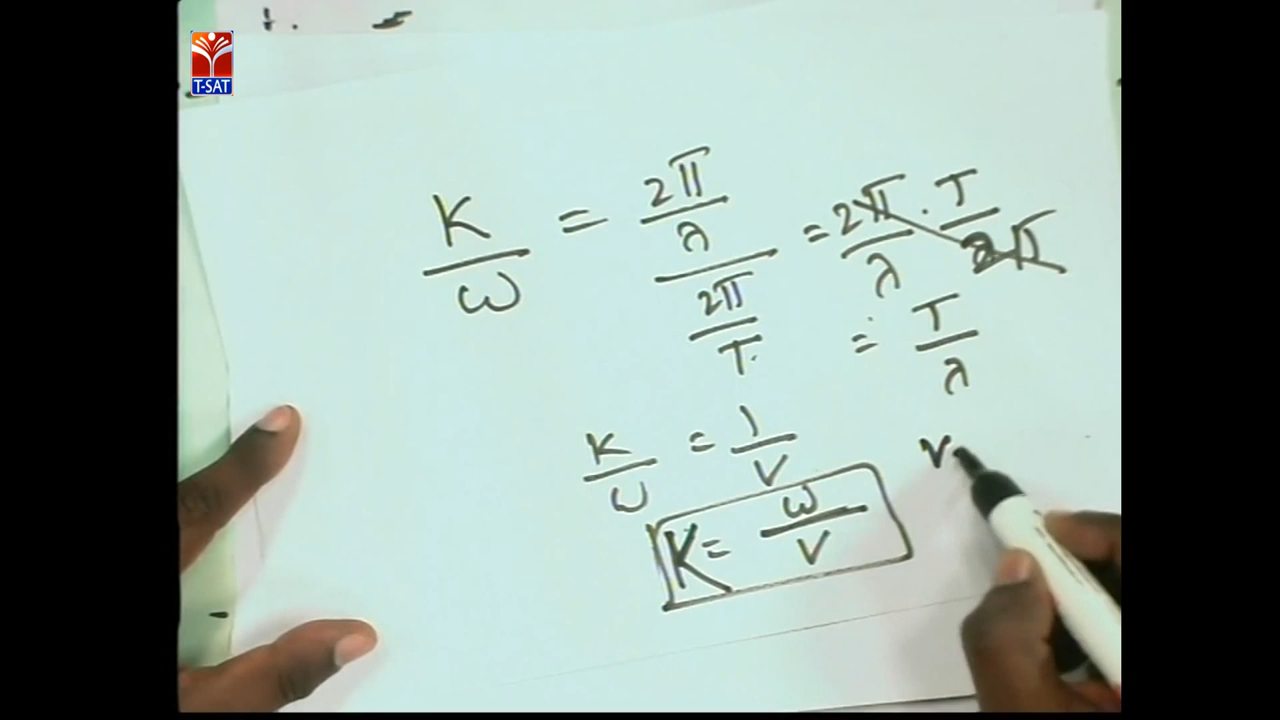 T-SAT
K/ω = (2π/λ)/(2π/T) = 2π/λ · T/2π
= T/λ
K/ω = 1/V
K = ω/V
V